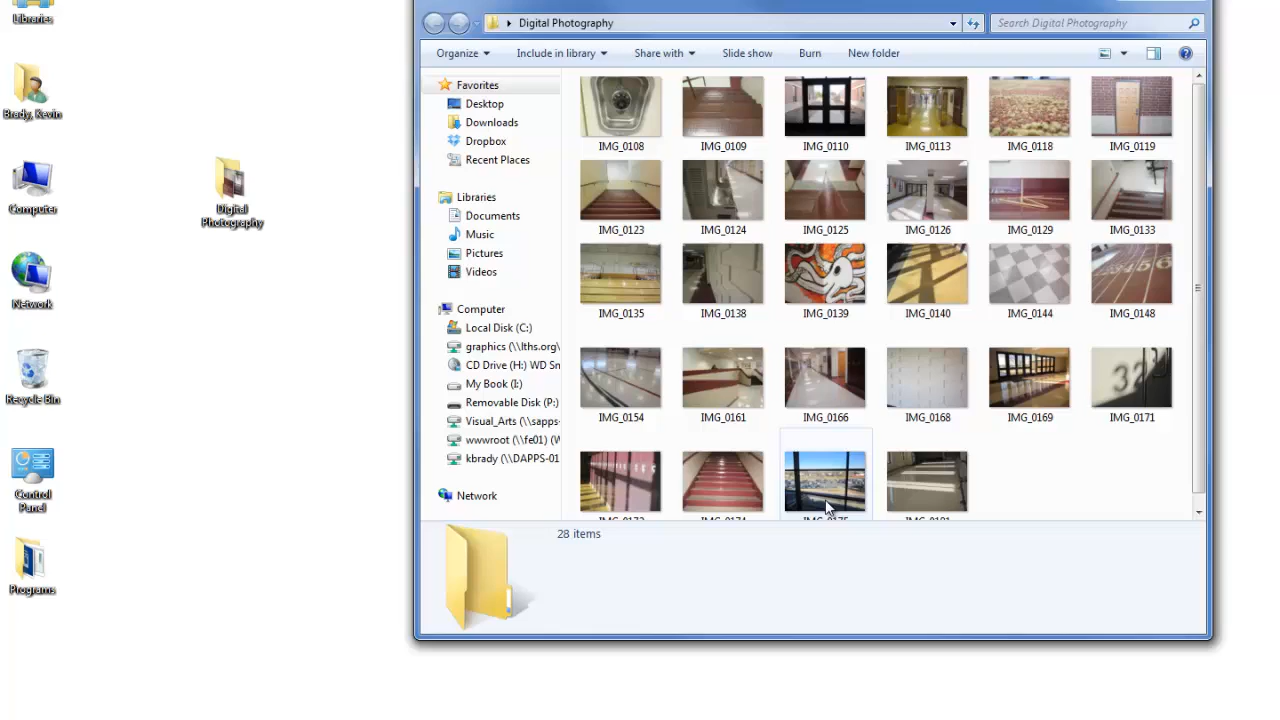 Libraries
Brady, Kevin
Computer
Network
Recycle Bin
Control
Panel
Programs
Digital
Photography
Digital Photography
Search Digital Photography
Organize
Include in library
Share with
Slide show
Burn
New folder
Favorites
Desktop
Downloads
Dropbox
Recent Places
Libraries
Documents
Music
Pictures
Videos
Computer
Local Disk (C:)
graphics (\\lths.org\
CD Drive (H:) WD Sn
My Book (I:)
Removable Disk (P:)
Visual_Arts (\\sapps-
wwwroot (\\fe01) (W
kbrady (\\DAPPS-01
Network
IMG_0108 IMG_0109 IMG_0110 IMG_0113 IMG_0118 IMG_0119
IMG_0123 IMG_0124 IMG_0125 IMG_0126 IMG_0129 IMG_0133
IMG_0135 IMG_0138 IMG_0139 IMG_0140 IMG_0144 IMG_0148
IMG_0154 IMG_0161 IMG_0166 IMG_0168 IMG_0169 IMG_0171
28 items